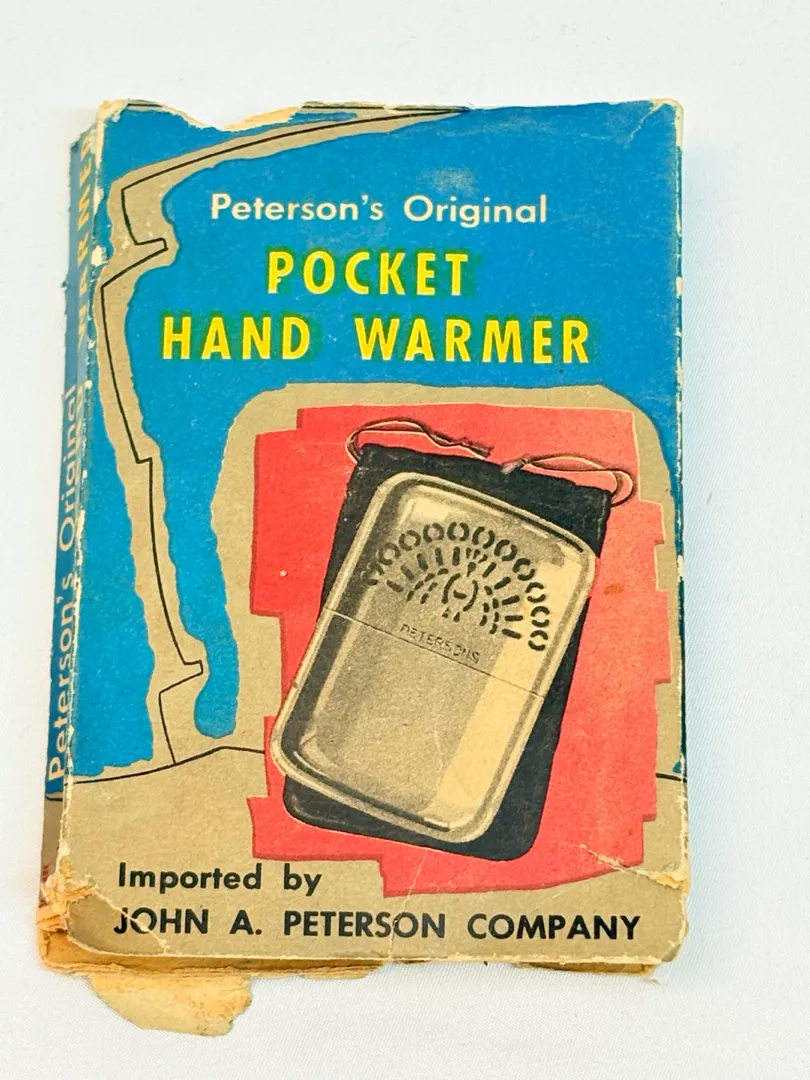 Peterson's Original
POCKET
HAND WARMER
PETERSONS
Imported by
JOHN A. PETERSON COMPANY
Peterson's Original